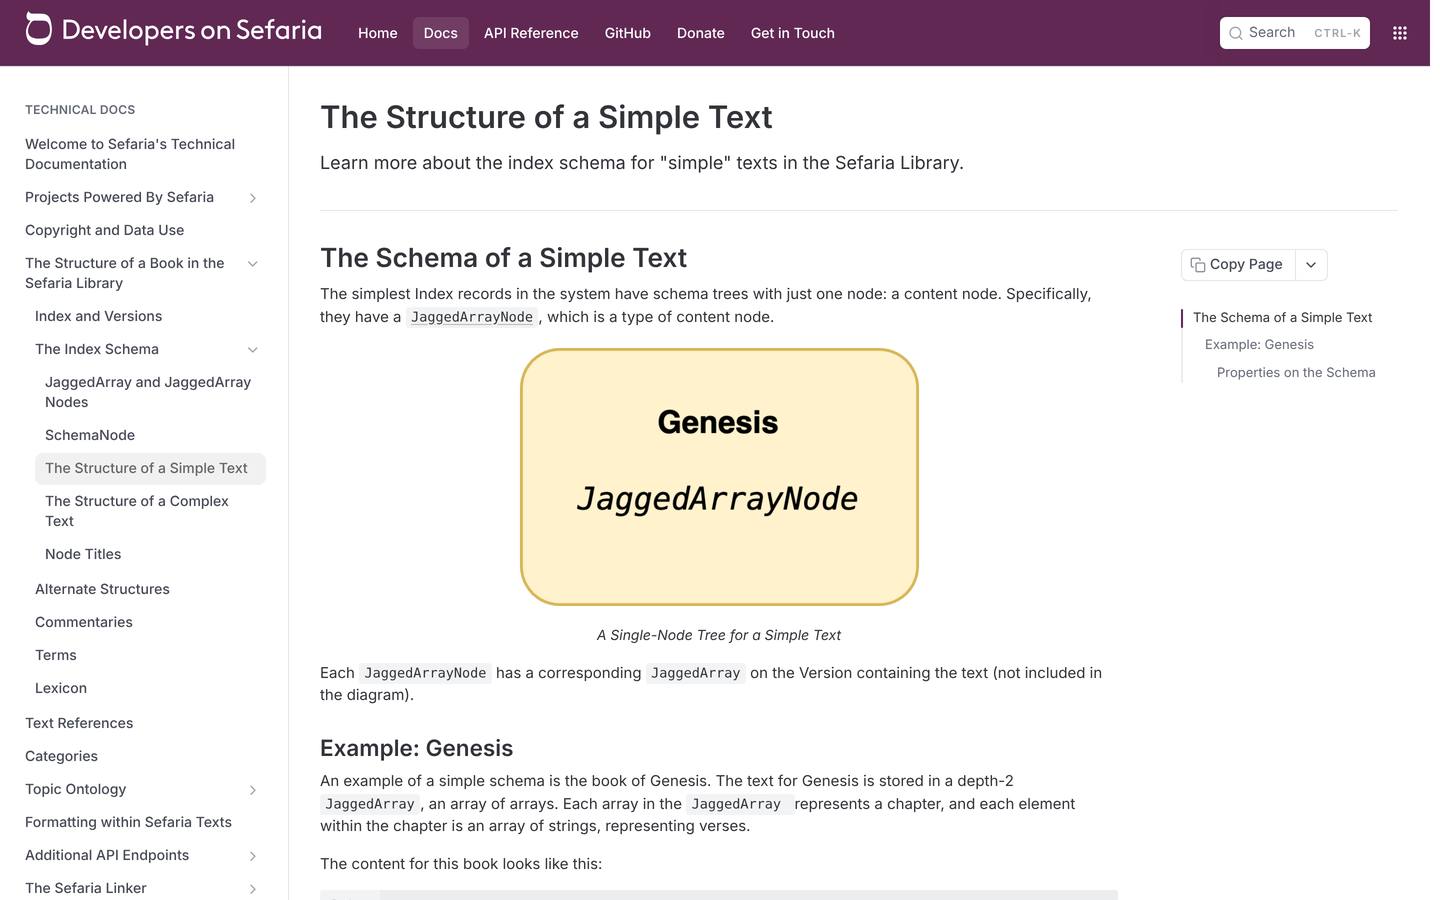 Developers on Sefaria
Home
Docs
API Reference
GitHub
Donate
Get in Touch
Search
CTRL-K
TECHNICAL DOCS
Welcome to Sefaria's Technical
Documentation
Projects Powered By Sefaria
Copyright and Data Use
The Structure of a Book in the
Sefaria Library
Index and Versions
The Index Schema
JaggedArray and JaggedArray
Nodes
SchemaNode
The Structure of a Simple Text
The Structure of a Complex
Text
Node Titles
Alternate Structures
Commentaries
Terms
Lexicon
Text References
Categories
Topic Ontology
Formatting within Sefaria Texts
Additional API Endpoints
The Sefaria Linker
The Structure of a Simple Text
Learn more about the index schema for "simple" texts in the Sefaria Library.
The Schema of a Simple Text
The simplest Index records in the system have schema trees with just one node: a content node. Specifically,
they have a JaggedArrayNode, which is a type of content node.
Genesis
JaggedArrayNode
A Single-Node Tree for a Simple Text
Each JaggedArrayNode has a corresponding JaggedArray on the Version containing the text (not included in
the diagram).
Example: Genesis
An example of a simple schema is the book of Genesis. The text for Genesis is stored in a depth-2
JaggedArray, an array of arrays. Each array in the JaggedArray represents a chapter, and each element
within the chapter is an array of strings, representing verses.
The content for this book looks like this:
Copy Page
The Schema of a Simple Text
Example: Genesis
Properties on the Schema